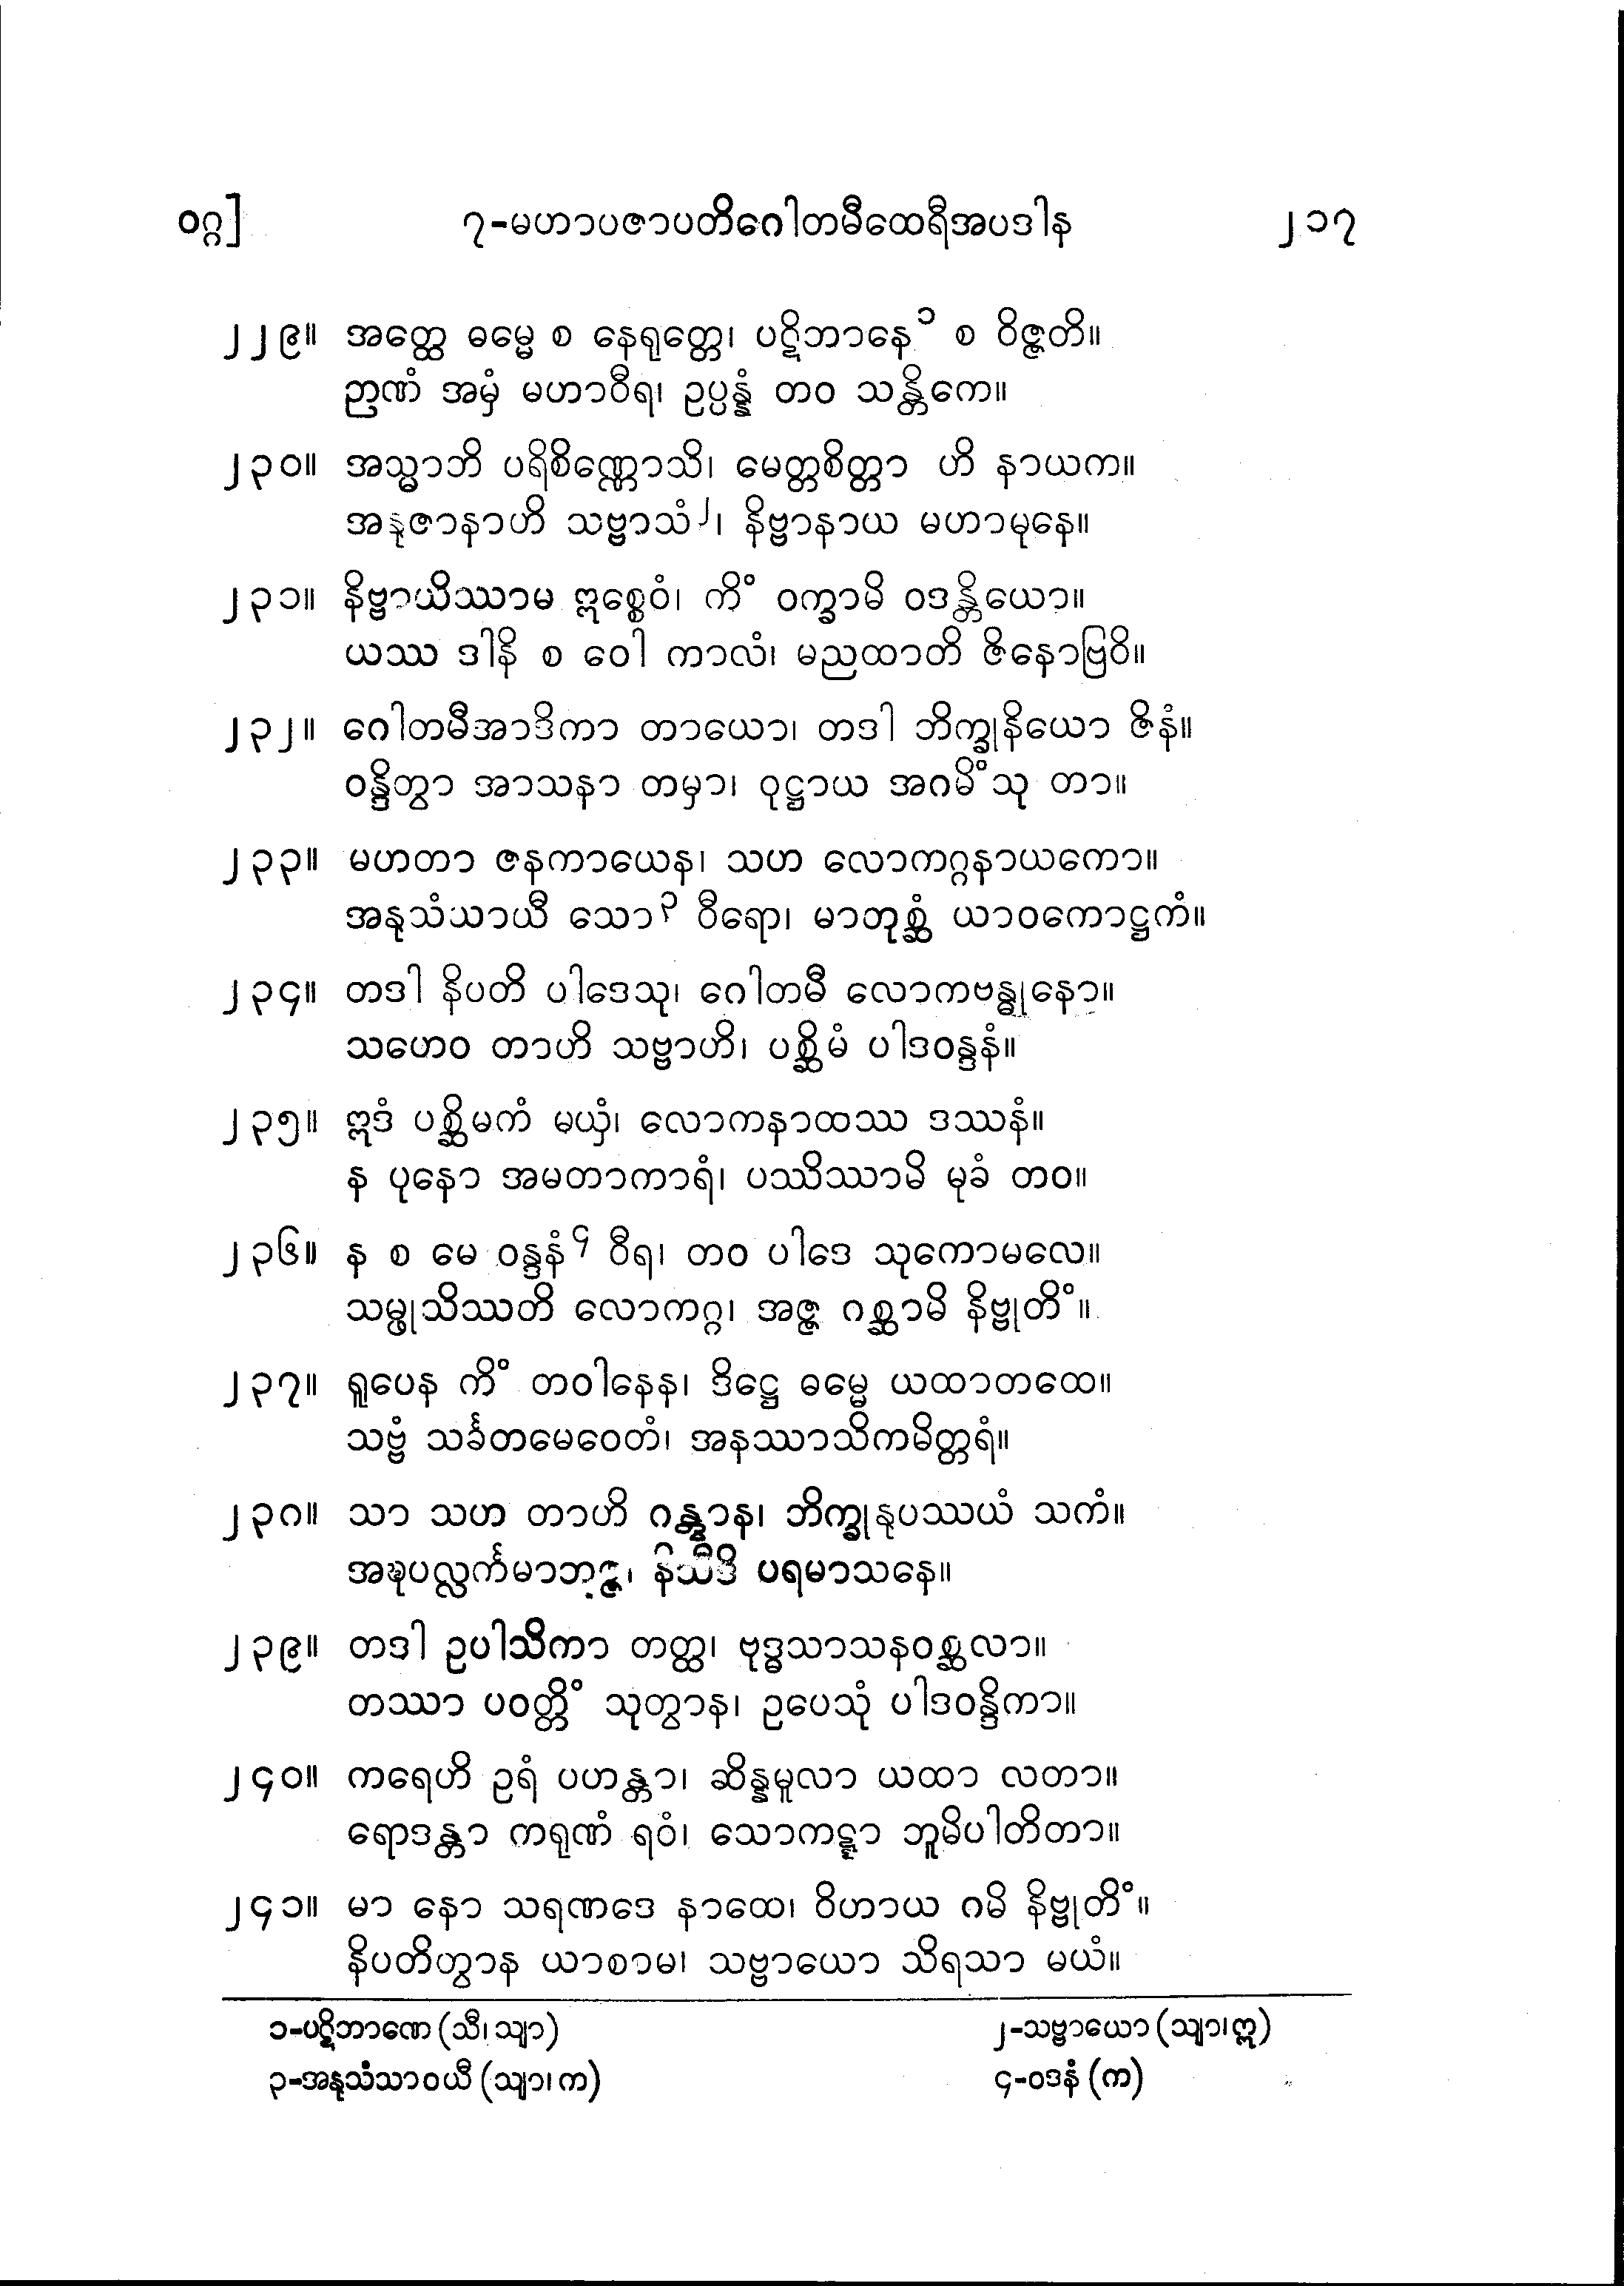 ဝဂ္ဂ] ၇-မဟာပဇာပတိဂေါတမီထေရီအပဒါန ၂၁၇
၂၂၉။ အတ္ထေ ဓမ္မေ စ နေရုတ္တေ၊ ပဋိဘာနေ၁ စ ဝိဇ္ဇတိ။
ဉာဏံ အမှံ မဟာဝီရ၊ ဥပ္ပန္နံ တဝ သန္တိကေ။
၂၃၀။ အသ္မာဘိ ပရိစိဏ္ဏောသိ၊ မေတ္တစိတ္တာ ဟိ နာယက။
အနုဇာနာဟိ သဗ္ဗာသံ၂၊ နိဗ္ဗာနာယ မဟာမုနေ။
၂၃၁။ နိဗ္ဗာယိဿာမ ဣစ္စေဝံ၊ ကိံ ဝက္ခာမိ ဝဒန္တိယော။
ယဿ ဒါနိ စ ဝေါ ကာလံ၊ မညထာတိ ဇိနောဗြဝိ။
၂၃၂။ ဂေါတမီအာဒိကာ တာယော၊ တဒါ ဘိက္ခုနိယော ဇိနံ။
ဝန္ဒိတွာ အာသနာ တမှာ၊ ဝုဋ္ဌာယ အဂမိံသု တာ။
၂၃၃။ မဟတာ ဇနကာယေန၊ သဟ လောကဂ္ဂနာယကော။
အနုသံယာယီ သော၃ ဝီရော၊ မာတုစ္ဆံ ယာဝကောဋ္ဌကံ။
၂၃၄။ တဒါ နိပတိ ပါဒေသု၊ ဂေါတမီ လောကဗန္ဓုနော။
သဟေဝ တာဟိ သဗ္ဗာဟိ၊ ပစ္ဆိမံ ပါဒဝန္ဒနံ။
၂၃၅။ ဣဒံ ပစ္ဆိမကံ မယှံ၊ လောကနာထဿ ဒဿနံ။
န ပုနော အမတာကာရံ၊ ပဿိဿာမိ မုခံ တဝ။
၂၃၆။ န စ မေ ဝန္ဒနံ၄ ဝီရ၊ တဝ ပါဒေ သုကောမလေ။
သမ္ဖုသိဿတိ လောကဂ္ဂ၊ အဇ္ဇ ဂစ္ဆာမိ နိဗ္ဗုတိံ။
၂၃၇။ ရူပေန ကိံ တဝါနေန၊ ဒိဋ္ဌေ ဓမ္မေ ယထာတထေ။
သဗ္ဗံ သင်္ခတမေဝေတံ၊ အနဿာသိကမိတ္တရံ။
၂၃၈။ သာ သဟ တာဟိ ဂန္တွာန၊ ဘိက္ခုနုပဿယံ သကံ။
အဍ္ဎပလ္လင်္ကမာဘုဇ္ဇ၊ နိသီဒိ ပရမာသနေ။
၂၃၉။ တဒါ ဥပါသိကာ တတ္ထ၊ ဗုဒ္ဓသာသနဝစ္ဆလာ။
တဿာ ပဝတ္တိံ သုတွာန၊ ဥပေသုံ ပါဒဝန္ဒိကာ။
၂၄၀။ ကရေဟိ ဥရံ ပဟန္တာ၊ ဆိန္နမူလာ ယထာ လတာ။
ရောဒန္တာ ကရုဏံ ရဝံ၊ သောကဋ္ဋာ ဘူမိပါတိတာ။
၂၄၁။ မာ နော သရဏဒေ နာထေ၊ ဝိဟာယ ဂမိ နိဗ္ဗုတိံ။
နိပတိတွာန ယာစာမ၊ သဗ္ဗာယော သိရသာ မယံ။
၁-ပဋိဘာဏေ (သီ၊ သျာ) ၂-သဗ္ဗာယော (သျာ၊ ဣ)
၃-အနုသံသာဝယီ (သျာ၊ က) ၄-ဝဒနံ (က)